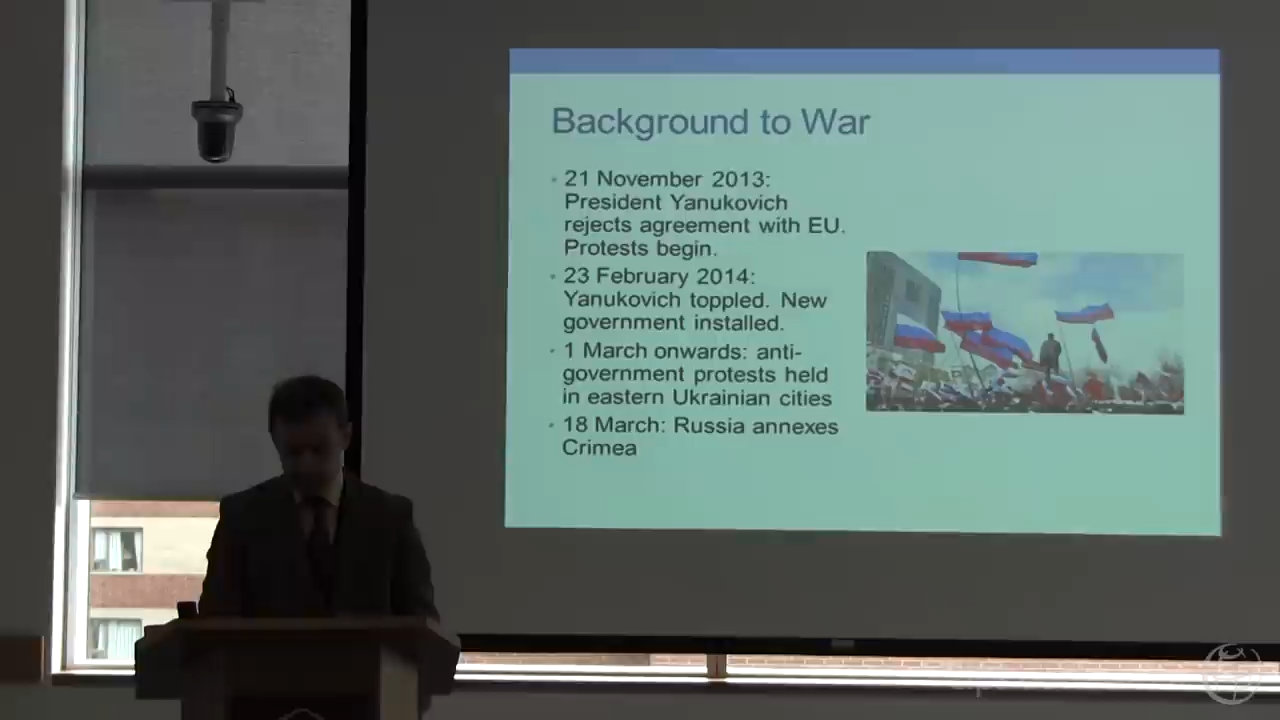 Background to War
21 November 2013:
President Yanukovich
rejects agreement with EU.
Protests begin.
23 February 2014:
Yanukovich toppled. New
government installed.
1 March onwards: anti-
government protests held
in eastern Ukrainian cities
18 March: Russia annexes
Crimea